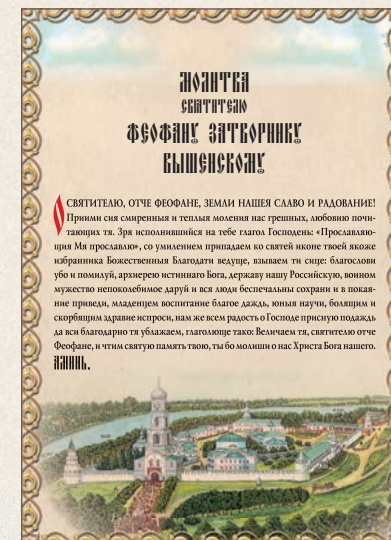 МОЛИТВА
СВЯТИТЕЛЮ
ФЕОФАНУ ЗАТВОРНИКУ
ВЫШЕНСКОМУ
О СВЯТИТЕЛЮ, ОТЧЕ ФЕОФАНЕ, ЗЕМЛИ НАШЕЯ СЛАВО И РАДОВАНИЕ!
Приими сия смиренныя и теплыя моления нас грешных, любовию почи-
тающих тя. Зря исполнившийся на тебе глагол Господень: «Прославляю-
щия Мя прославлю», со умилением припадаем ко святей иконе твоей якоже
избранника Божественныя Благодати ведуще, взываем ти сице: благослови
убо и помилуй, архиерею истиннаго Бога, державу нашу Российскую, воином
мужество непоколебимое даруй и вся люди беспечальны сохрани и в покая-
ние приведи, младенцем воспитание благое даждь, юныя научи, болящим и
скорбящим здравие испроси, нам же всем радость о Господе присную подаждь
да вси благодарно тя ублажаем, глаголюще тако: Величаем тя, святителю отче
Феофане, и чтим святую память твою, ты бо молиши о нас Христа Бога нашего.
АМИНЬ.